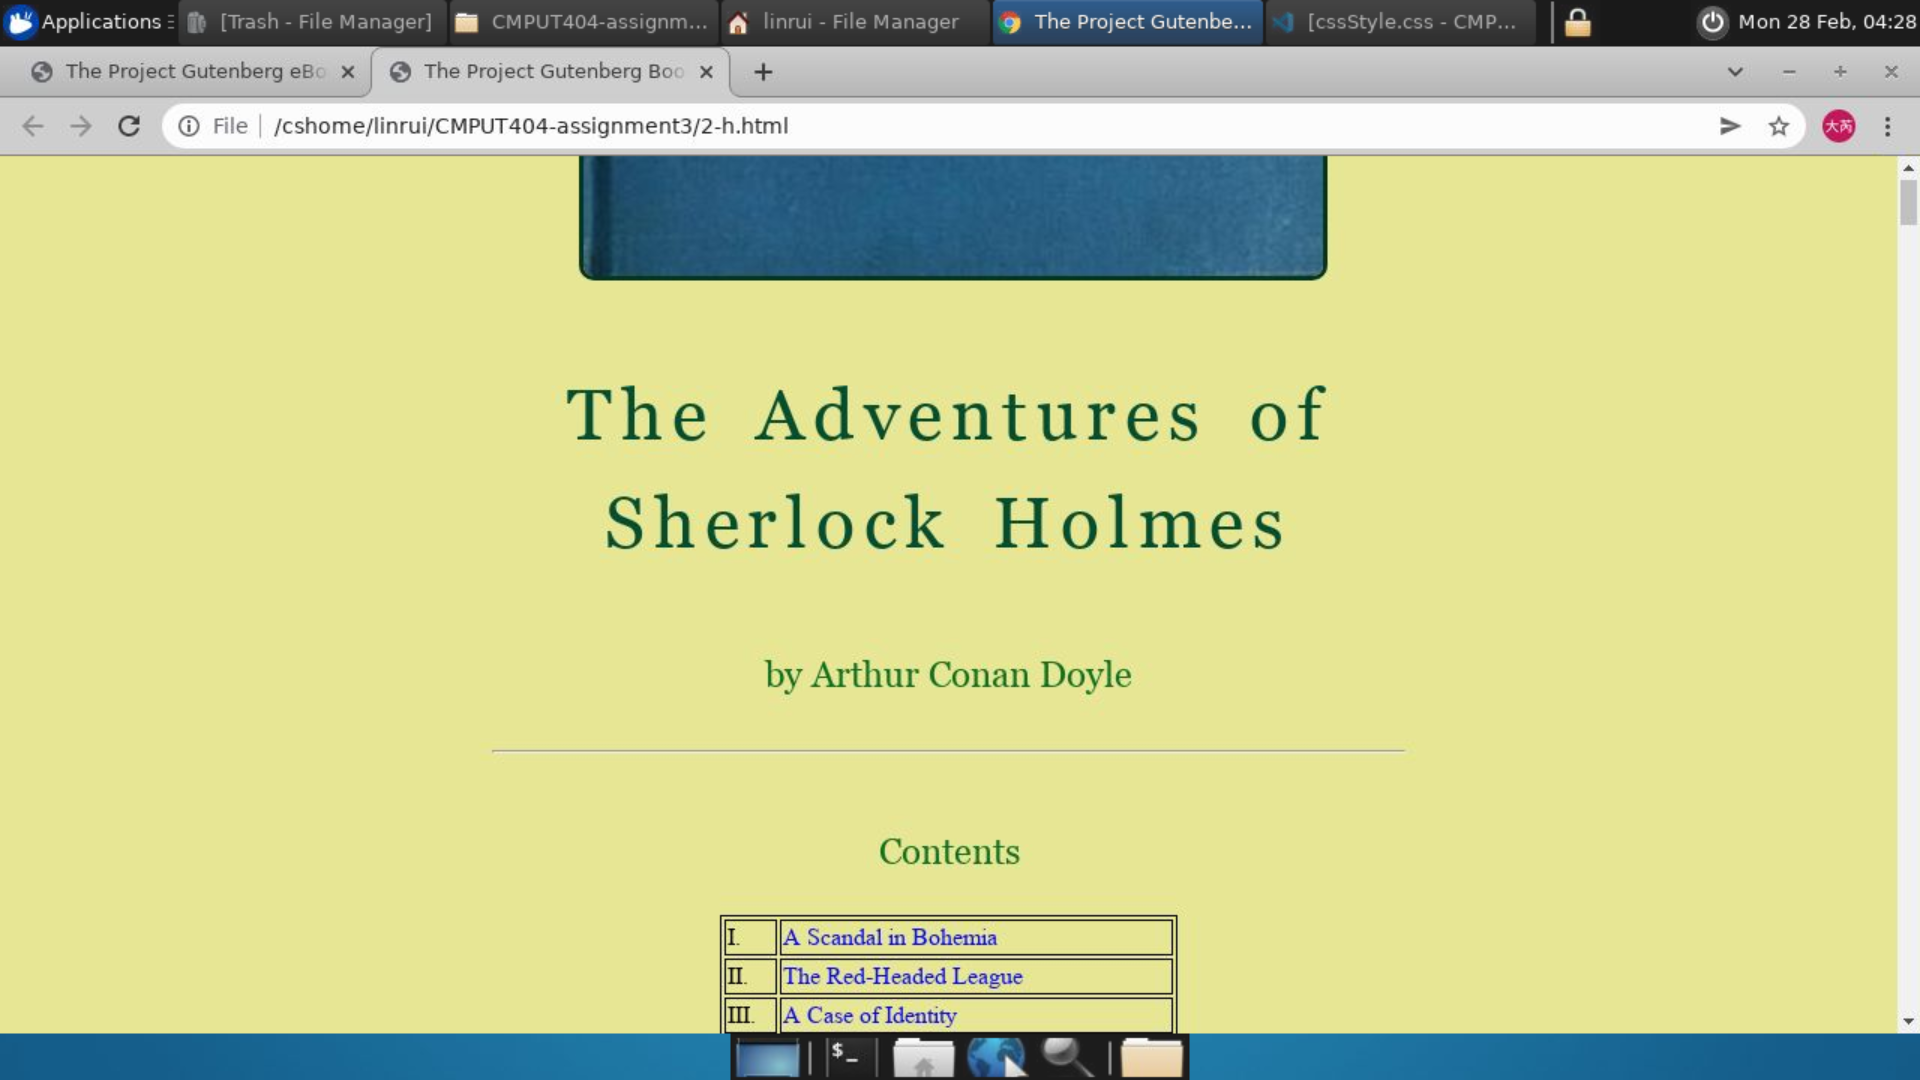 Applications
[Trash - File Manager]
CMPUT404-assignm...
linrui - File Manager
The Project Gutenbe...
[cssStyle.css - CMP...
Mon 28 Feb, 04:28
The Project Gutenberg eBo
The Project Gutenberg Boo
File
/cshome/linrui/CMPUT404-assignment3/2-h.html
大芮
The Adventures of
Sherlock Holmes
by Arthur Conan Doyle
Contents
I. A Scandal in Bohemia
II. The Red-Headed League
III. A Case of Identity
$_